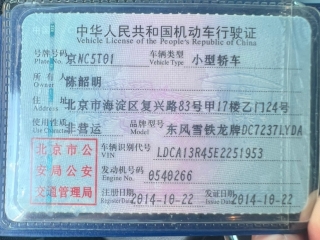 中华人民共和国机动车行驶证
Vehicle License of the People's Republic of China
号牌号码 京NC5T01 车辆类型 小型轿车
Plate No. Vehicle Type
所有人 陈韶明
Owner
住址 北京市海淀区复兴路83号甲17楼乙门24号
Address
使用性质 非营运 品牌型号 东风雪铁龙牌DC7237LYDA
Use Character Model
北京市公 车辆识别代号 LDCA13R45E2251953
VIN
安局公安 发动机号码 0540266
Engine No.
交通管理局 注册日期 2014-10-22 发证日期 2014-10-22
Register Date Issue Date